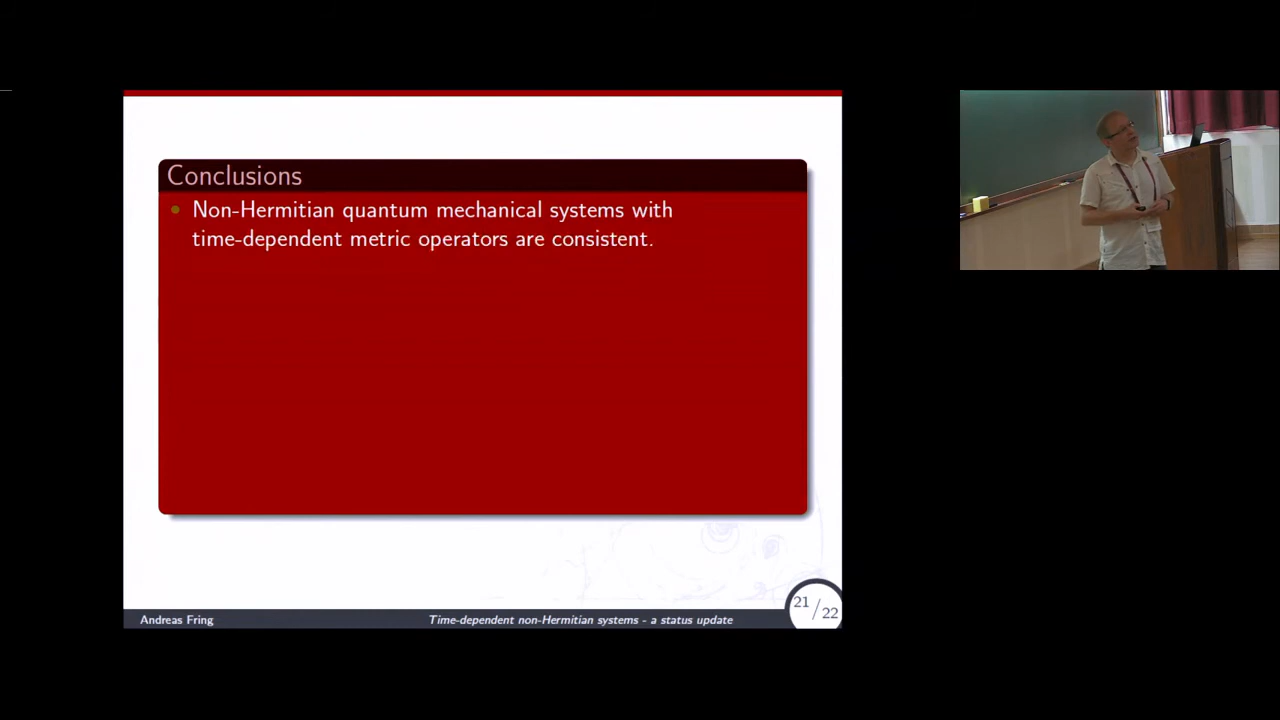 Conclusions
Non-Hermitian quantum mechanical systems with
time-dependent metric operators are consistent.
Andreas Fring
Time-dependent non-Hermitian systems - a status update
21/22